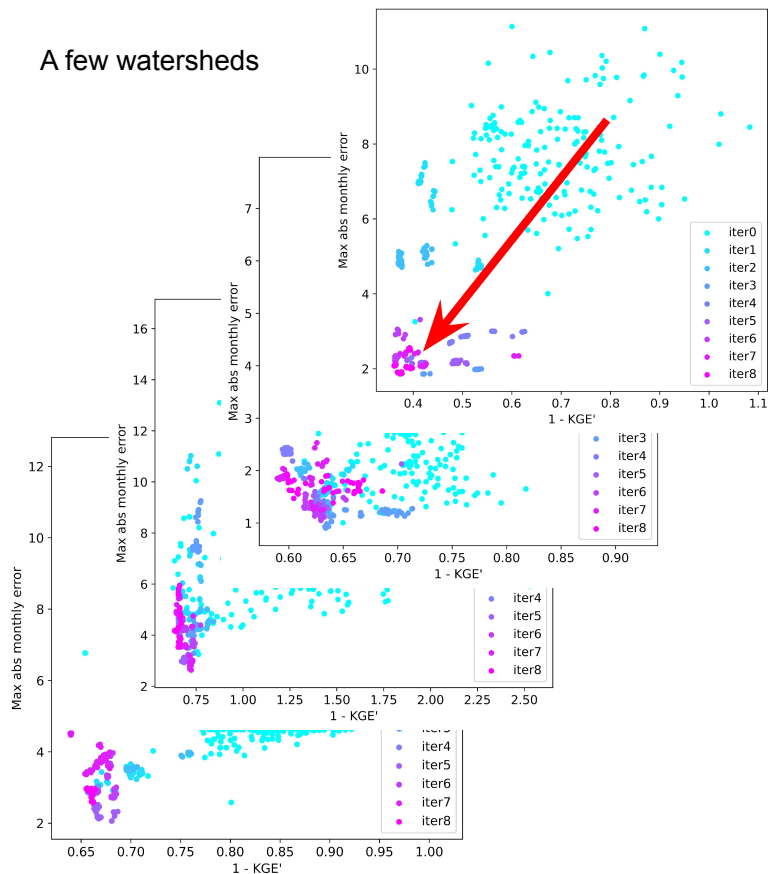 A few watersheds
Max abs monthly error
10
8
6
4
2
iter0
iter1
iter2
iter3
iter4
iter5
iter6
iter7
iter8
0.4 0.5 0.6 0.7 0.8 0.9 1.0 1.1
1 - KGE'
Max abs monthly error
7
6
5
4
3
2
1
iter3
iter4
iter5
iter6
iter7
iter8
0.60 0.65 0.70 0.75 0.80 0.85 0.90
1 - KGE'
Max abs monthly error
16
14
12
10
8
6
4
2
iter4
iter5
iter6
iter7
iter8
0.75 1.00 1.25 1.50 1.75 2.00 2.25 2.50
1 - KGE'
Max abs monthly error
12
10
8
6
4
2
iter4
iter5
iter6
iter7
iter8
0.65 0.70 0.75 0.80 0.85 0.90 0.95 1.00
1 - KGE'